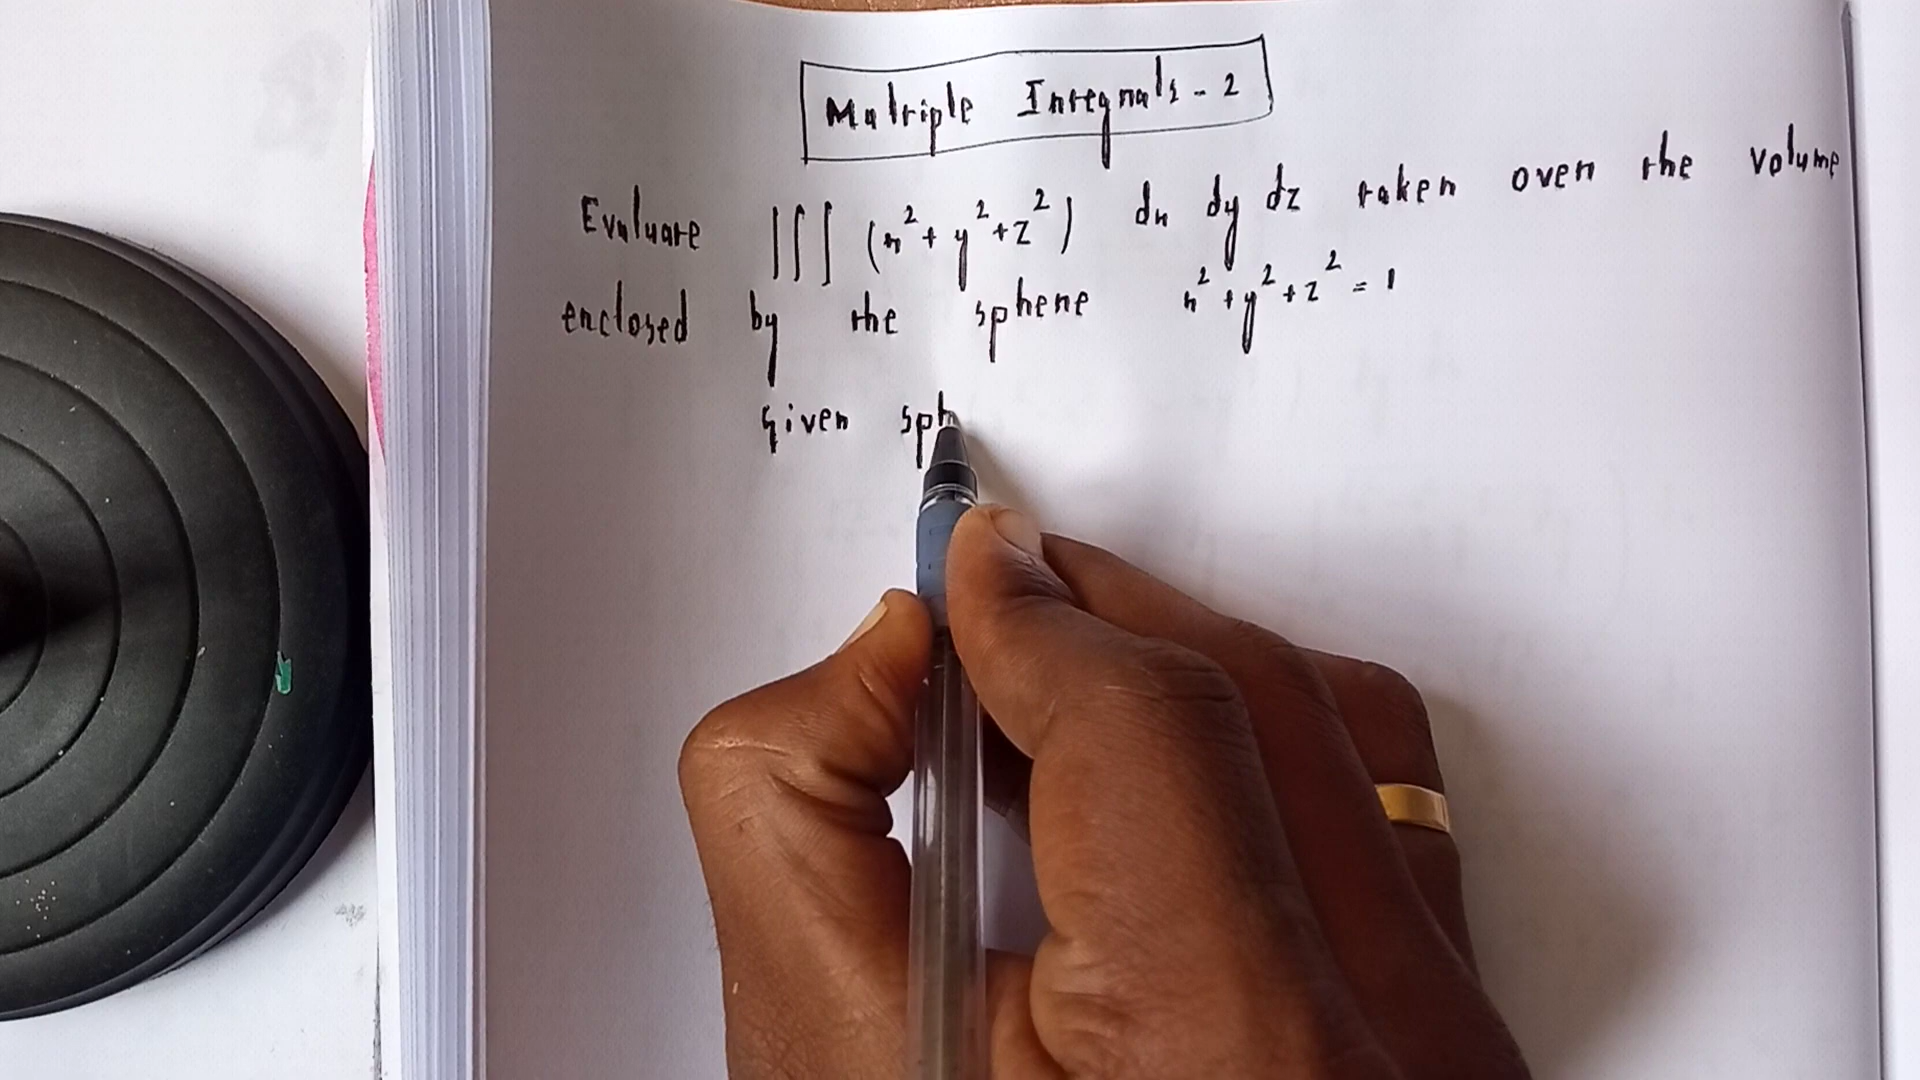 Multiple Integrals - 2
Evaluate ∫∫∫ (x² + y² + z²) dx dy dz taken over the volume
enclosed by the sphere x² + y² + z² = 1
Given sph